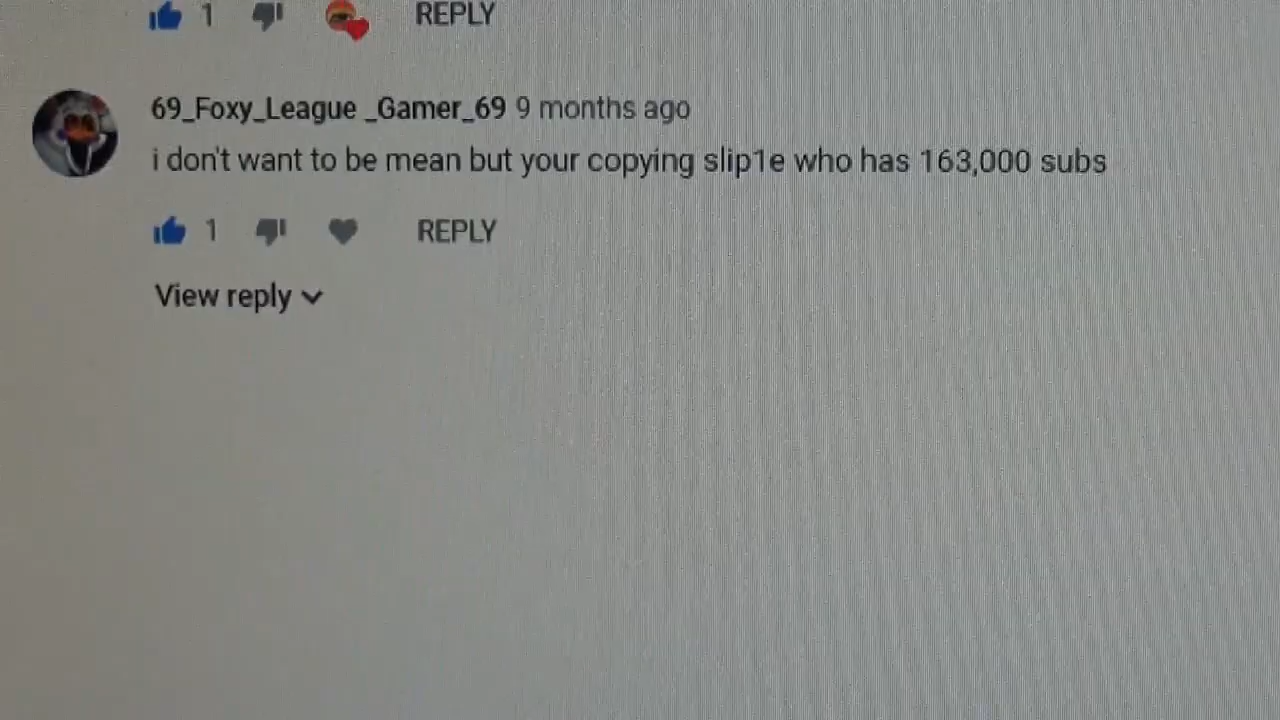 1 REPLY
69_Foxy_League _Gamer_69 9 months ago
i don't want to be mean but your copying slip1e who has 163,000 subs
1 REPLY
View reply